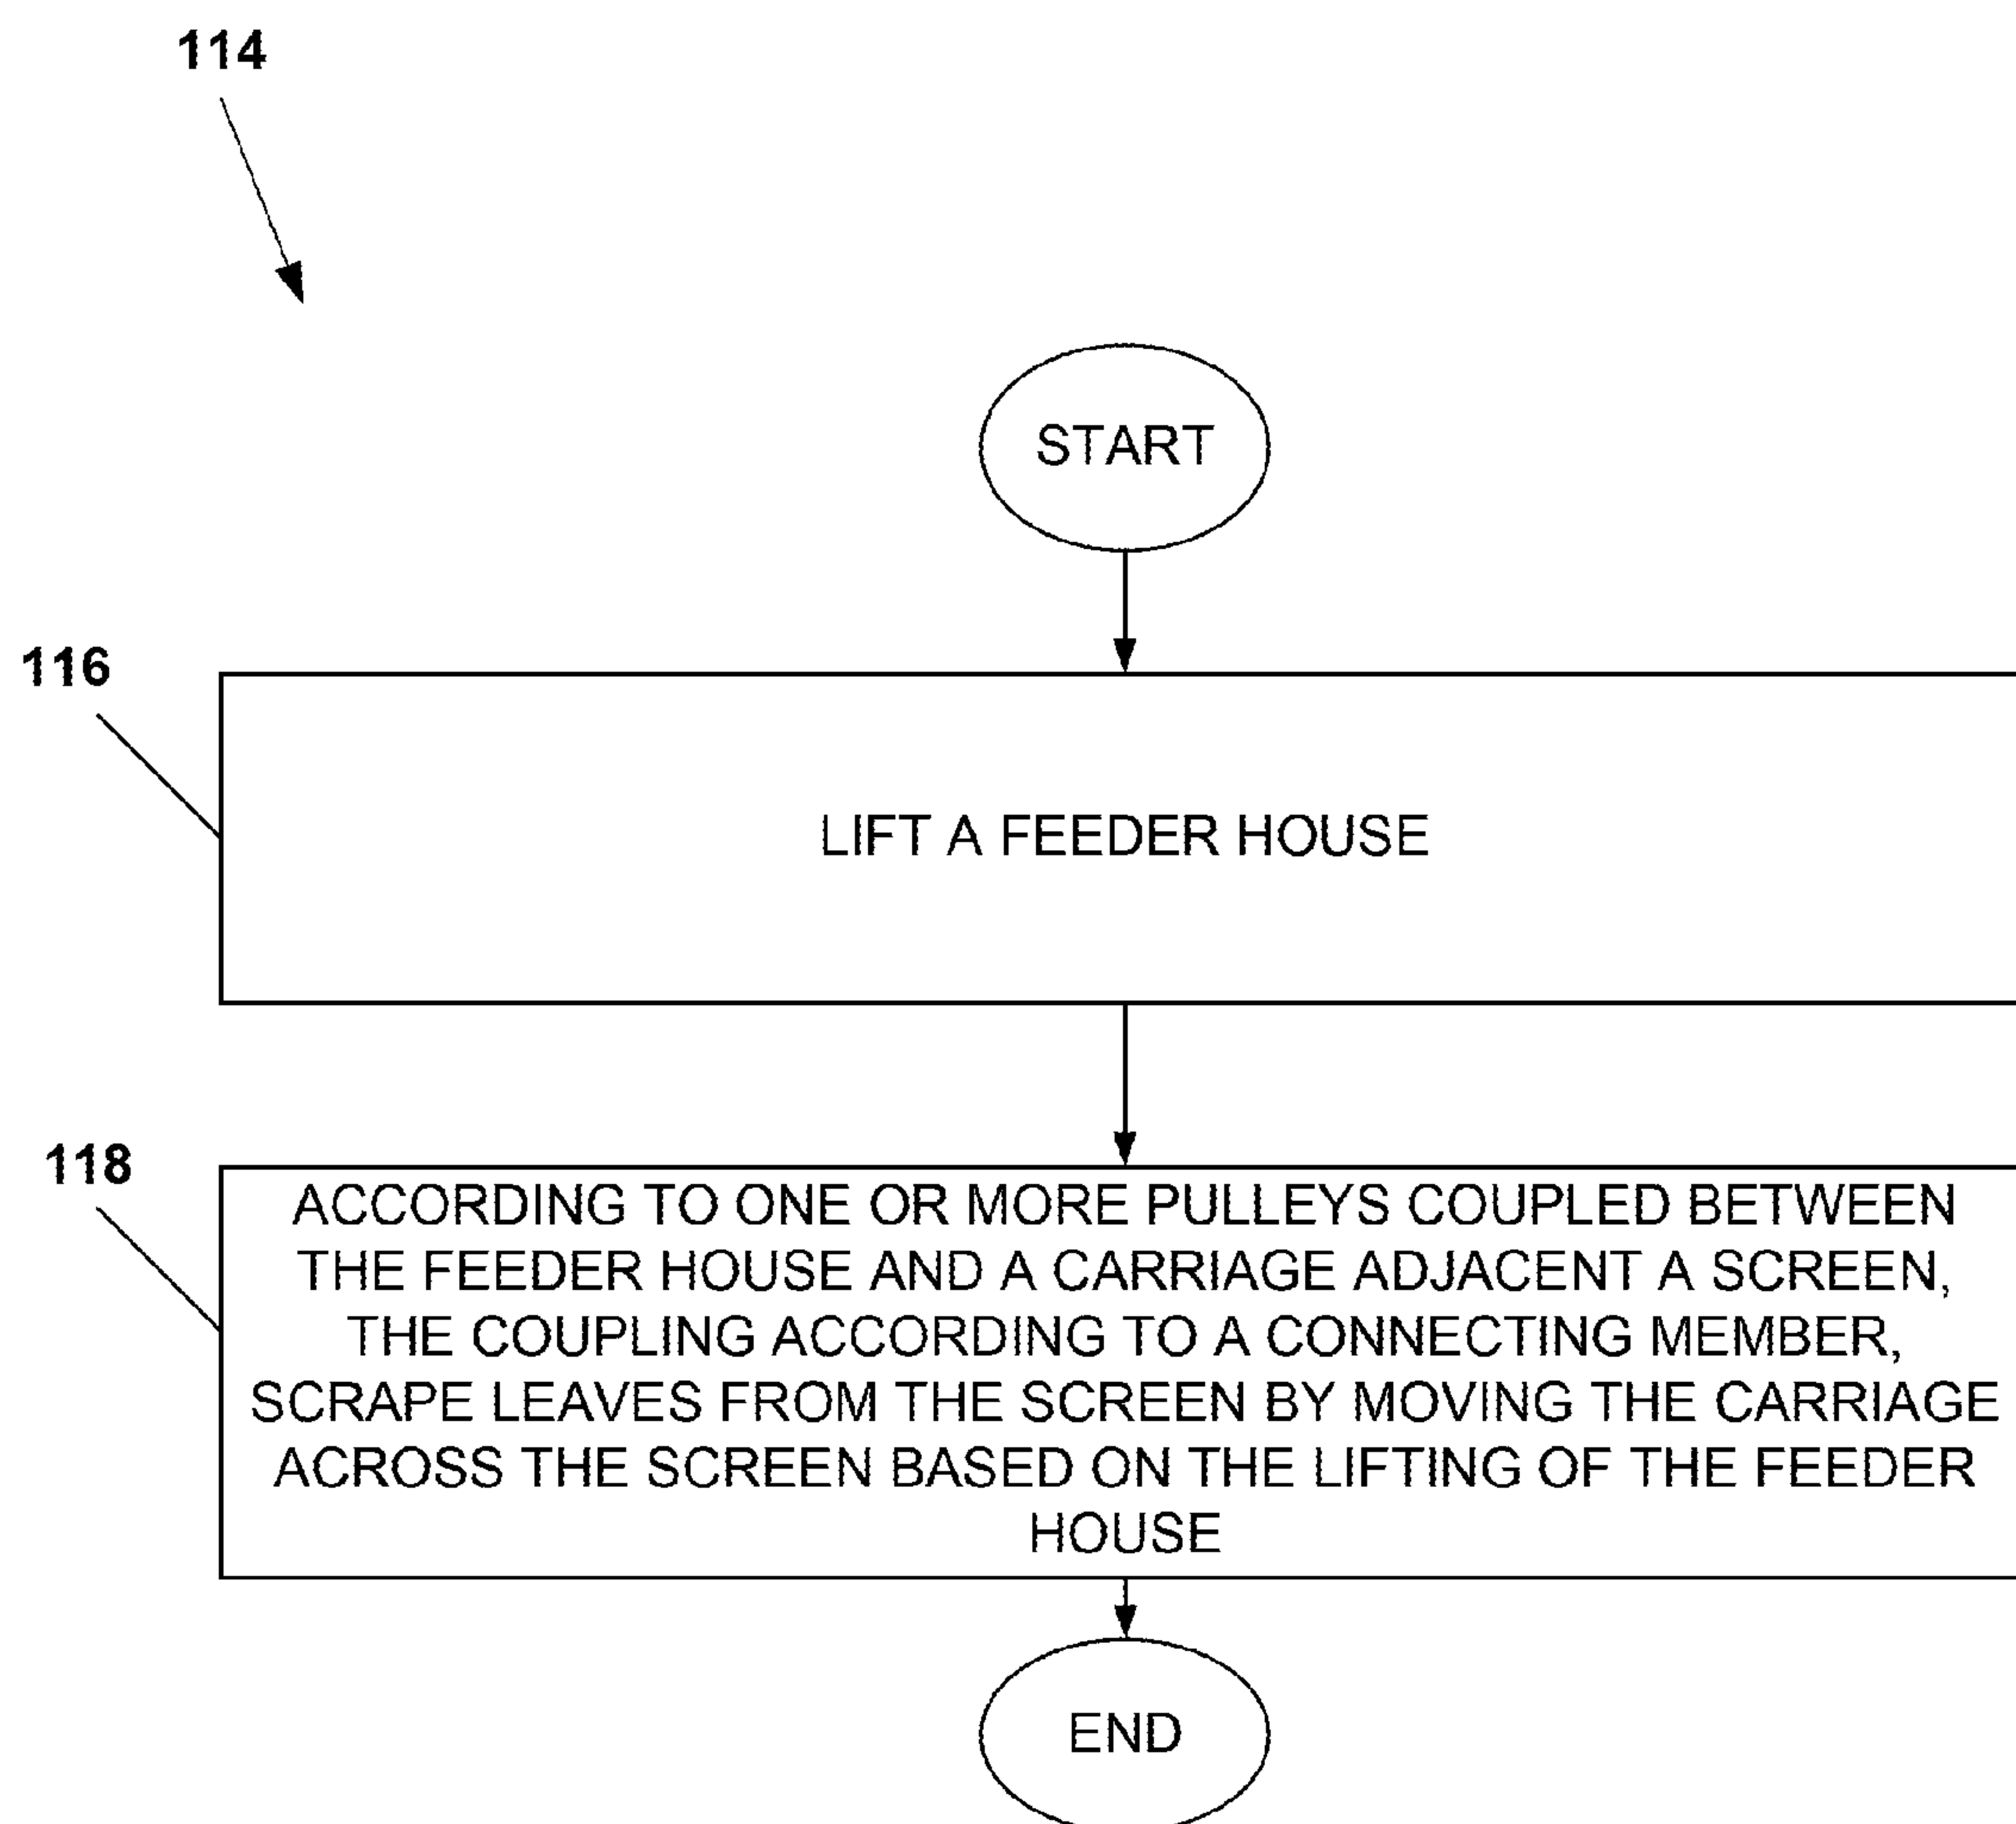 114
START
116
LIFT A FEEDER HOUSE
118
ACCORDING TO ONE OR MORE PULLEYS COUPLED BETWEEN
THE FEEDER HOUSE AND A CARRIAGE ADJACENT A SCREEN,
THE COUPLING ACCORDING TO A CONNECTING MEMBER,
SCRAPE LEAVES FROM THE SCREEN BY MOVING THE CARRIAGE
ACROSS THE SCREEN BASED ON THE LIFTING OF THE FEEDER
HOUSE
END